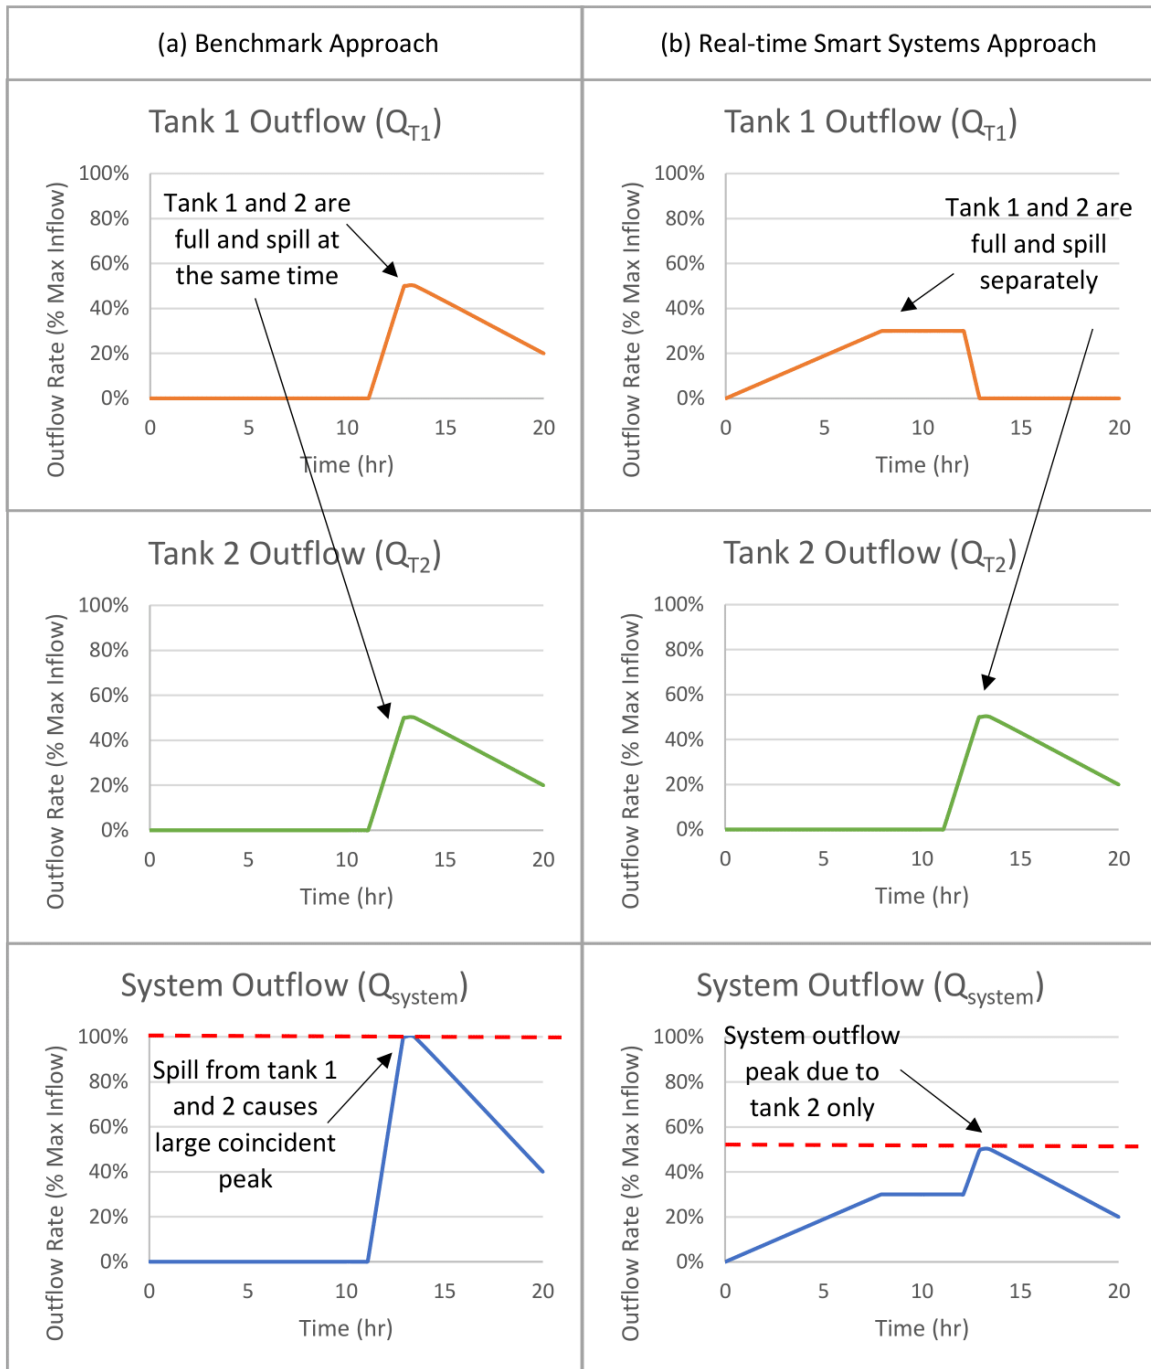 (a) Benchmark Approach
(b) Real-time Smart Systems Approach
Tank 1 Outflow (QT1)
Outflow Rate (% Max Inflow)
100%
80%
60%
40%
20%
0%
Tank 1 and 2 are
full and spill at
the same time
0 5 10 15 20
Time (hr)
Tank 1 Outflow (QT1)
Outflow Rate (% Max Inflow)
100%
80%
60%
40%
20%
0%
Tank 1 and 2 are
full and spill
separately
0 5 10 15 20
Time (hr)
Tank 2 Outflow (QT2)
Outflow Rate (% Max Inflow)
100%
80%
60%
40%
20%
0%
0 5 10 15 20
Time (hr)
Tank 2 Outflow (QT2)
Outflow Rate (% Max Inflow)
100%
80%
60%
40%
20%
0%
0 5 10 15 20
Time (hr)
System Outflow (Qsystem)
Outflow Rate (% Max Inflow)
100%
80%
60%
40%
20%
0%
Spill from tank 1
and 2 causes
large coincident
peak
0 5 10 15 20
Time (hr)
System Outflow (Qsystem)
Outflow Rate (% Max Inflow)
100%
80%
60%
40%
20%
0%
System outflow
peak due to
tank 2 only
0 5 10 15 20
Time (hr)